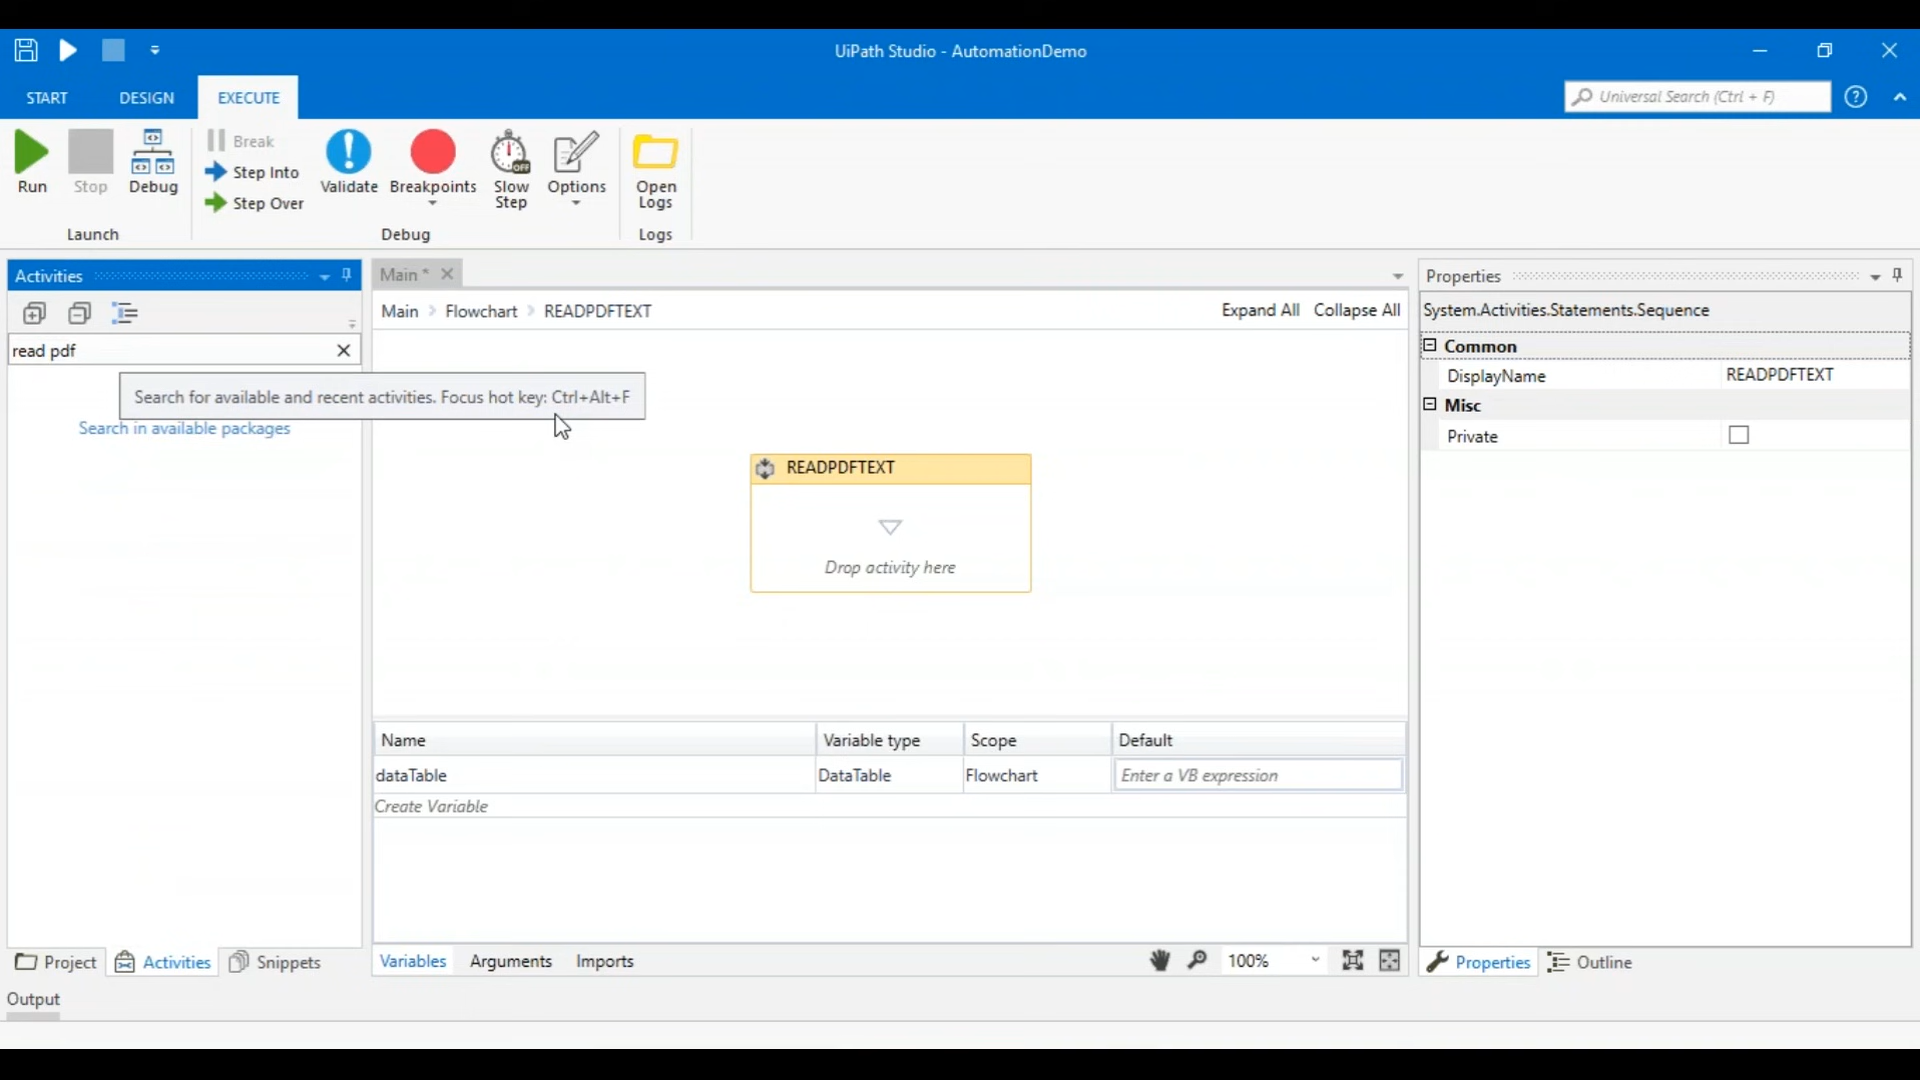 UiPath Studio - AutomationDemo
START DESIGN EXECUTE
Universal Search (Ctrl + F)
Run
Stop
Debug
Launch
Break
Step Into
Step Over
Validate
Breakpoints
Slow
Step
OFF
Options
Debug
Open
Logs
Logs
Activities
read pdf
Search for available and recent activities. Focus hot key: Ctrl+Alt+F
Search in available packages
Main *
Main Flowchart READPDFTEXT
Expand All Collapse All
READPDFTEXT
Drop activity here
Name Variable type Scope Default
dataTable DataTable Flowchart Enter a VB expression
Create Variable
Variables Arguments Imports
100%
Properties
System.Activities.Statements.Sequence
Common
DisplayName READPDFTEXT
Misc
Private
Project Activities Snippets
Properties Outline
Output